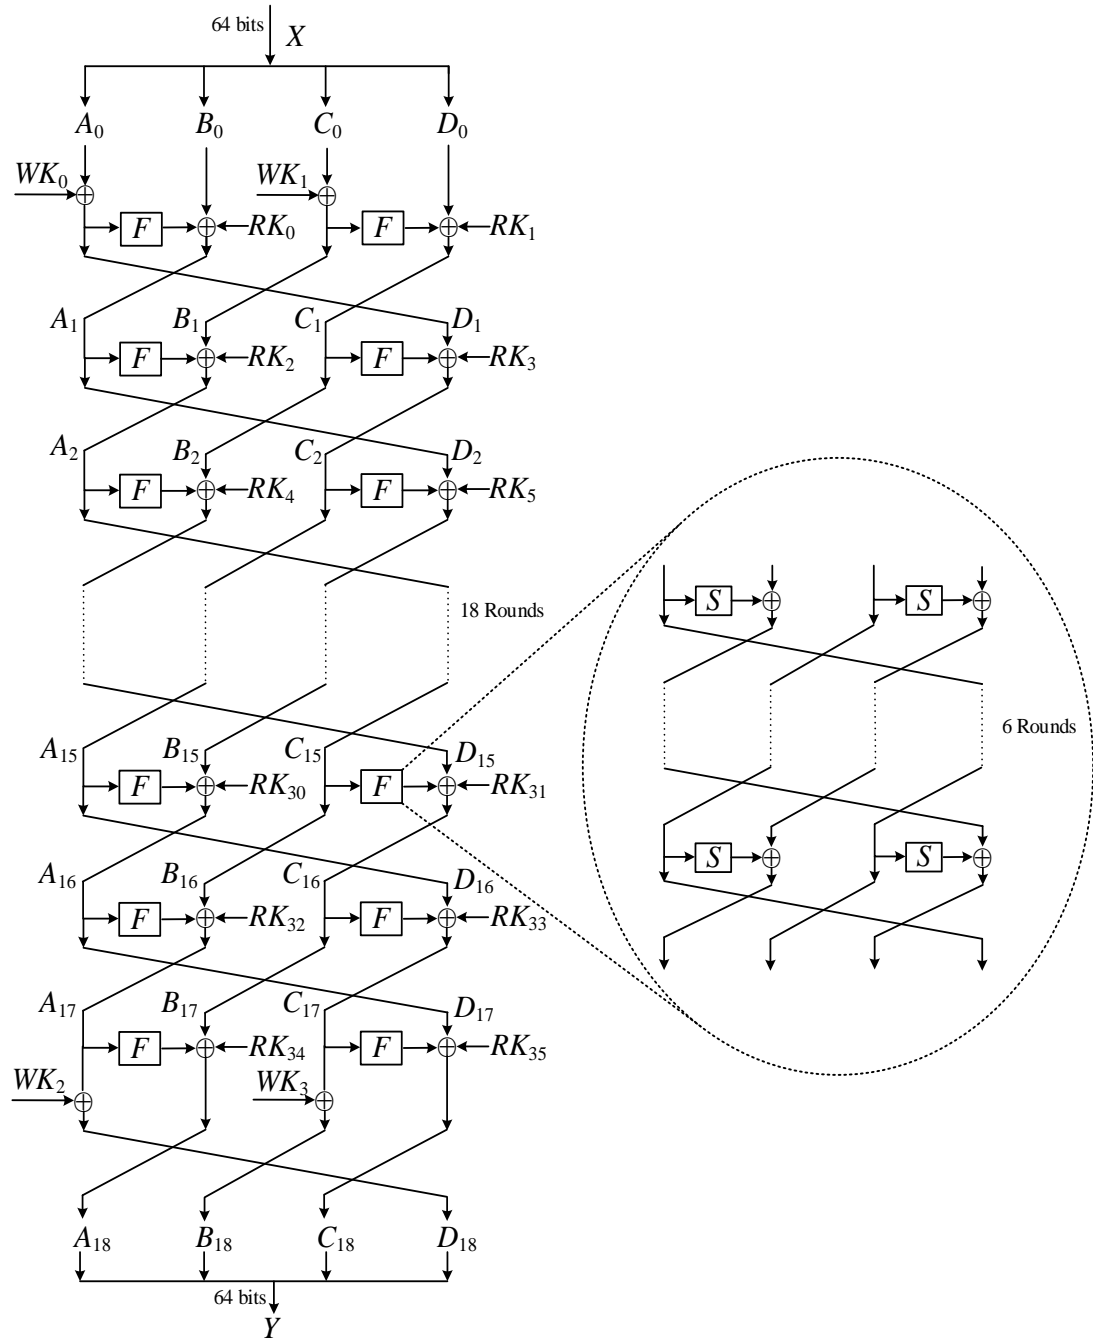 64 bits X
A₀ B₀ C₀ D₀
WK₀ WK₁
F RK₀ F RK₁
A₁ B₁ C₁ D₁
F RK₂ F RK₃
A₂ B₂ C₂ D₂
F RK₄ F RK₅
S S
18 Rounds
6 Rounds
A₁₅ B₁₅ C₁₅ D₁₅
F RK₃₀ F RK₃₁
S S
A₁₆ B₁₆ C₁₆ D₁₆
F RK₃₂ F RK₃₃
A₁₇ B₁₇ C₁₇ D₁₇
F RK₃₄ F RK₃₅
WK₂ WK₃
A₁₈ B₁₈ C₁₈ D₁₈
64 bits
Y